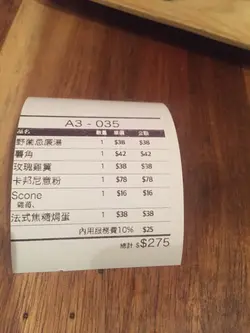 A3 - 035
品名 數量 單價 立計
野菌忌廉湯 1 $38 $38
薯角 1 $42 $42
玫瑰雞翼 1 $38 $38
卡邦尼意粉 1 $78 $78
Scone 1 $16 $16
法式焦糖焗蛋 1 $38 $38
內用服務費10% $25
總計 $ $275